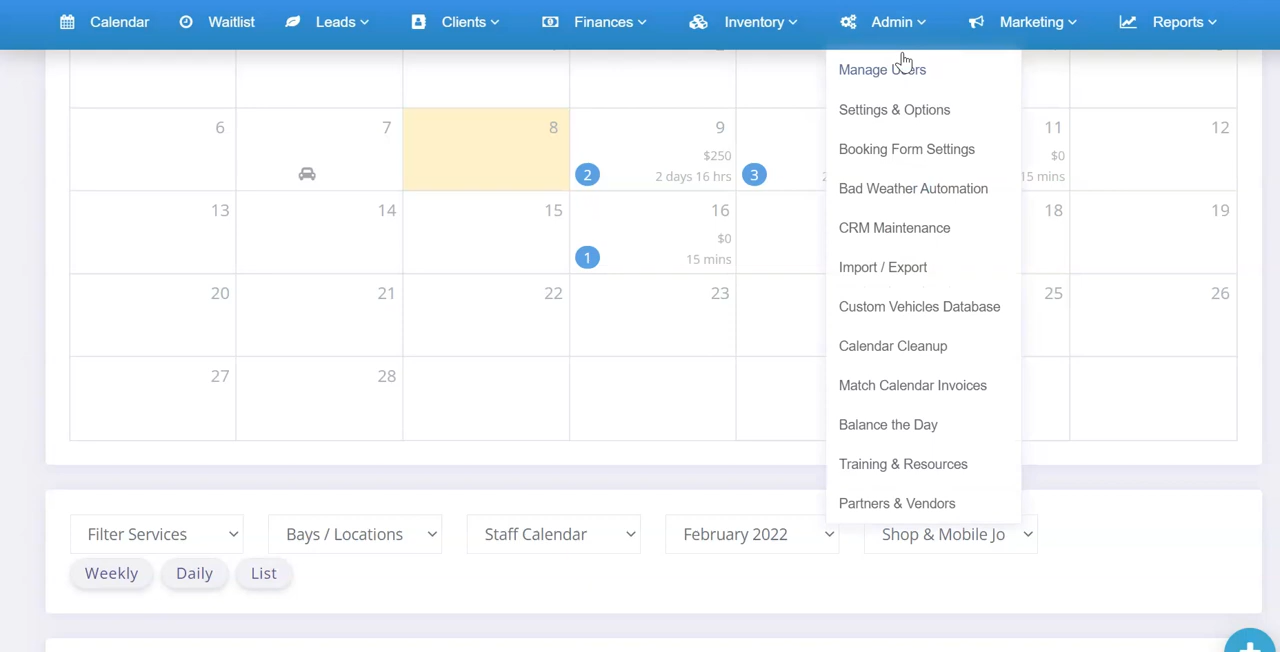 Calendar Waitlist Leads Clients Finances Inventory Admin Marketing Reports
Manage Users
Settings & Options
Booking Form Settings
Bad Weather Automation
CRM Maintenance
Import / Export
Custom Vehicles Database
Calendar Cleanup
Match Calendar Invoices
Balance the Day
Training & Resources
Partners & Vendors
6 7 8 9 11 12
$250 $0
2 2 days 16 hrs 3 15 mins
13 14 15 16 18 19
$0
1 15 mins
20 21 22 23 25 26
27 28
Filter Services Bays / Locations Staff Calendar February 2022 Shop & Mobile Jo
Weekly Daily List